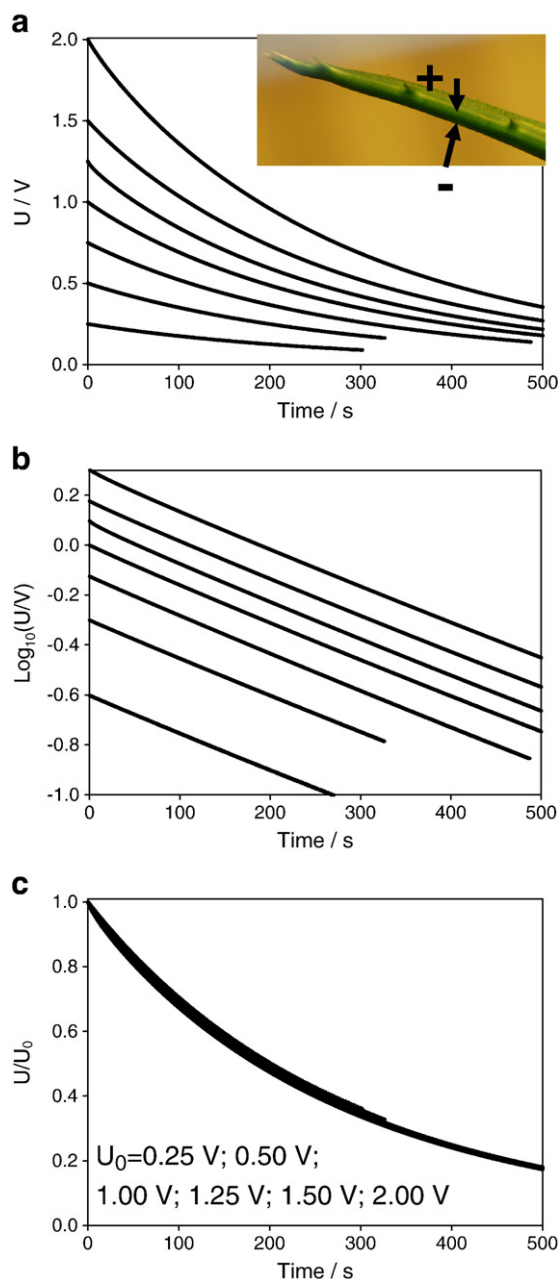 a
2.0
1.5
1.0
0.5
0.0
U / V
+
-
0 100 200 300 400 500
Time / s
b
0.2
0.0
-0.2
-0.4
-0.6
-0.8
-1.0
Log₁₀(U/V)
0 100 200 300 400 500
Time / s
c
1.0
0.8
0.6
0.4
0.2
0.0
U/U₀
U₀=0.25 V; 0.50 V;
1.00 V; 1.25 V; 1.50 V; 2.00 V
0 100 200 300 400 500
Time / s